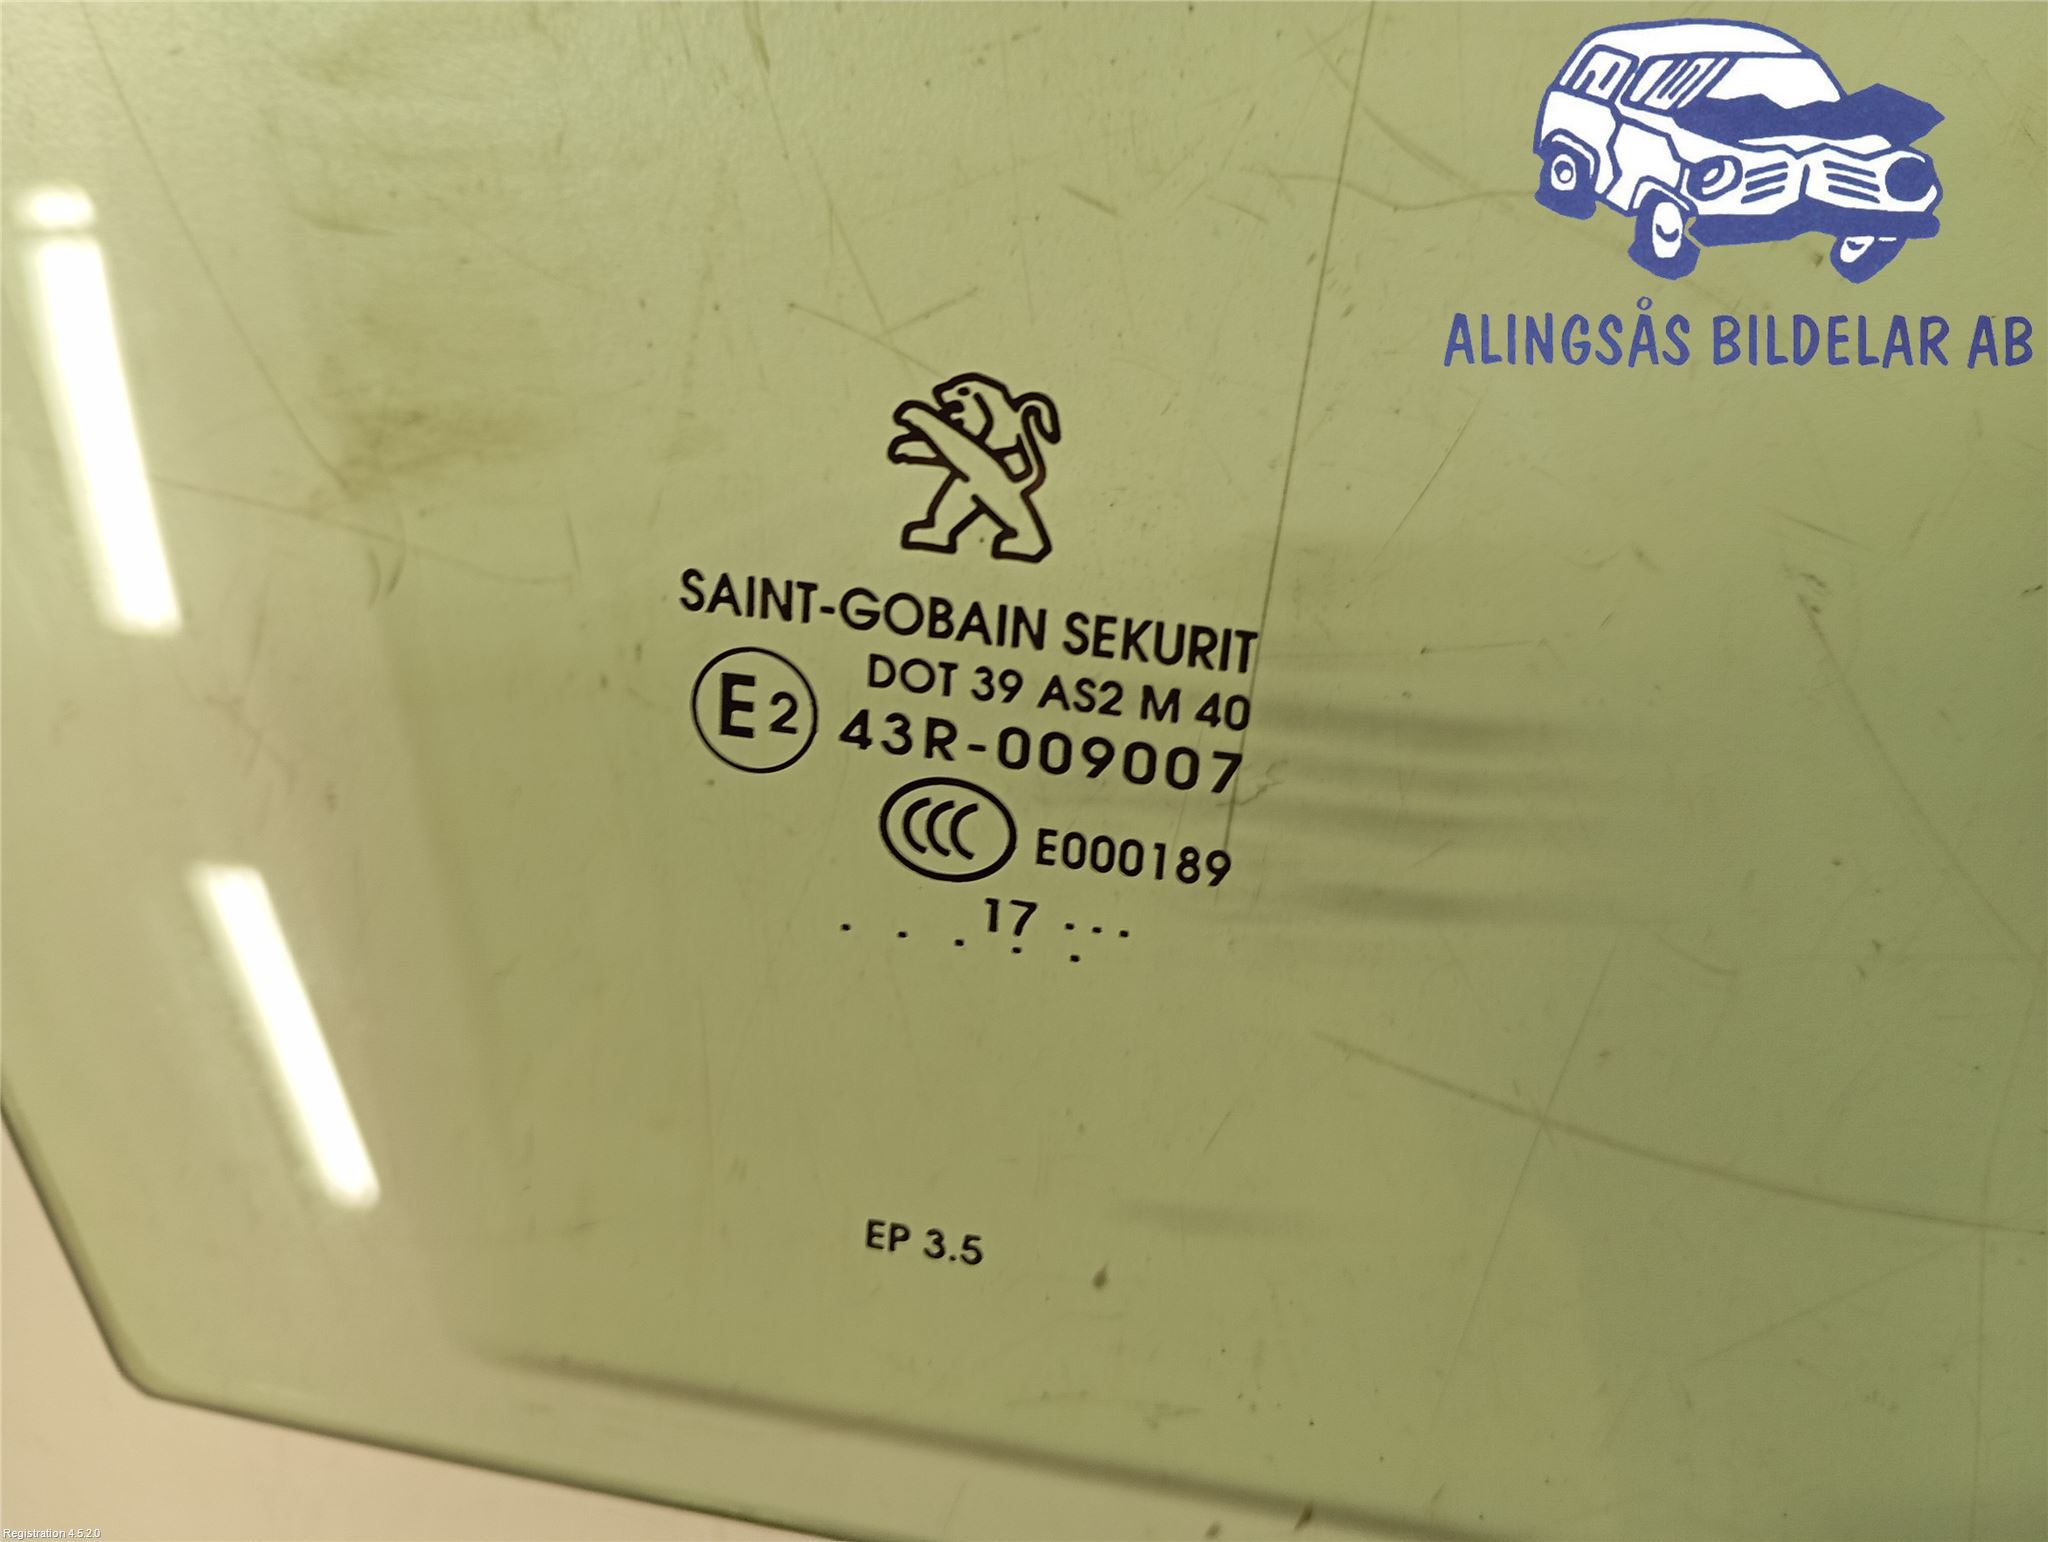 ALINGSÅS BILDELAR AB
SAINT-GOBAIN SEKURIT
DOT 39 AS2 M 40
E2 43R-009007
CCC E000189
. . . 17 . . .
. .
EP 3.5
Registration 4.5.2.0